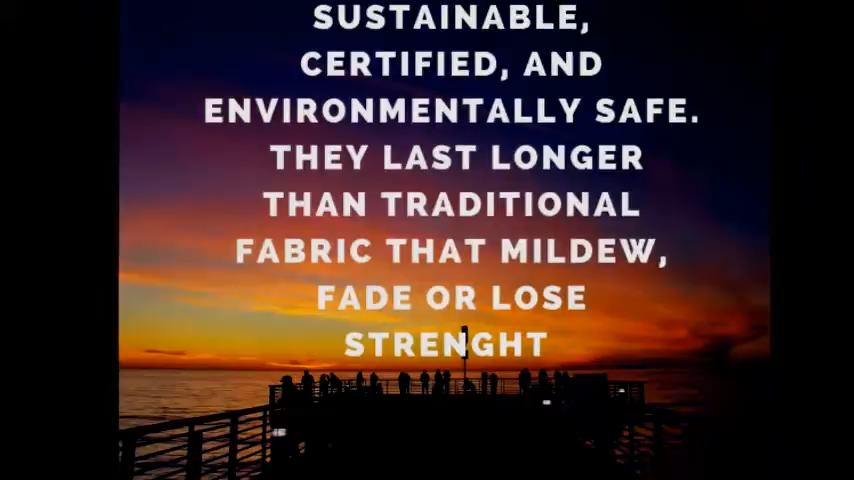 SUSTAINABLE,
CERTIFIED, AND
ENVIRONMENTALLY SAFE.
THEY LAST LONGER
THAN TRADITIONAL
FABRIC THAT MILDEW,
FADE OR LOSE
STRENGHT